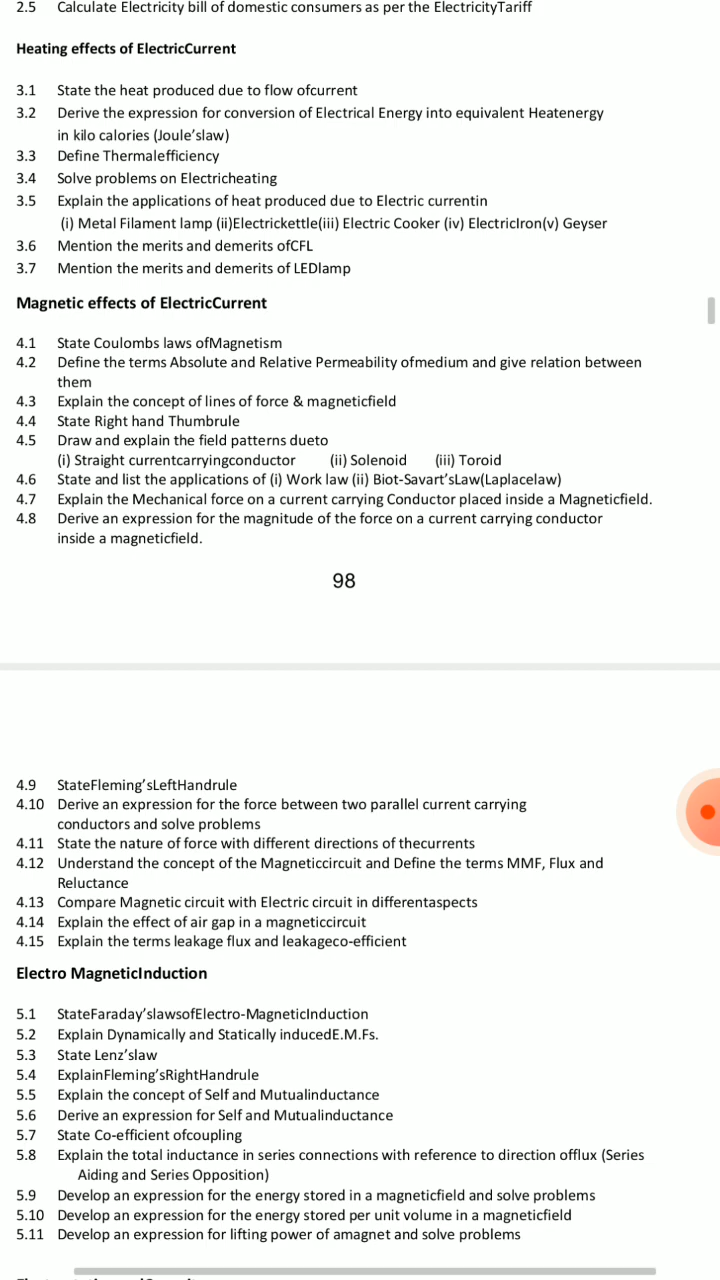 2.5 Calculate Electricity bill of domestic consumers as per the ElectricityTariff
Heating effects of ElectricCurrent
3.1 State the heat produced due to flow ofcurrent
3.2 Derive the expression for conversion of Electrical Energy into equivalent Heatenergy
in kilo calories (Joule’slaw)
3.3 Define Thermalefficiency
3.4 Solve problems on Electricheating
3.5 Explain the applications of heat produced due to Electric currentin
(i) Metal Filament lamp (ii)Electrickettle(iii) Electric Cooker (iv) ElectricIron(v) Geyser
3.6 Mention the merits and demerits ofCFL
3.7 Mention the merits and demerits of LEDlamp
Magnetic effects of ElectricCurrent
4.1 State Coulombs laws ofMagnetism
4.2 Define the terms Absolute and Relative Permeability ofmedium and give relation between
them
4.3 Explain the concept of lines of force & magneticfield
4.4 State Right hand Thumbrule
4.5 Draw and explain the field patterns dueto
(i) Straight currentcarryingconductor (ii) Solenoid (iii) Toroid
4.6 State and list the applications of (i) Work law (ii) Biot-Savart’sLaw(Laplacelaw)
4.7 Explain the Mechanical force on a current carrying Conductor placed inside a Magneticfield.
4.8 Derive an expression for the magnitude of the force on a current carrying conductor
inside a magneticfield.
98
4.9 StateFleming’sLeftHandrule
4.10 Derive an expression for the force between two parallel current carrying
conductors and solve problems
4.11 State the nature of force with different directions of thecurrents
4.12 Understand the concept of the Magneticcircuit and Define the terms MMF, Flux and
Reluctance
4.13 Compare Magnetic circuit with Electric circuit in differentaspects
4.14 Explain the effect of air gap in a magneticcircuit
4.15 Explain the terms leakage flux and leakageco-efficient
Electro MagneticInduction
5.1 StateFaraday’slawsofElectro-MagneticInduction
5.2 Explain Dynamically and Statically inducedE.M.Fs.
5.3 State Lenz’slaw
5.4 ExplainFleming’sRightHandrule
5.5 Explain the concept of Self and Mutualinductance
5.6 Derive an expression for Self and Mutualinductance
5.7 State Co-efficient ofcoupling
5.8 Explain the total inductance in series connections with reference to direction offlux (Series
Aiding and Series Opposition)
5.9 Develop an expression for the energy stored in a magneticfield and solve problems
5.10 Develop an expression for the energy stored per unit volume in a magneticfield
5.11 Develop an expression for lifting power of amagnet and solve problems